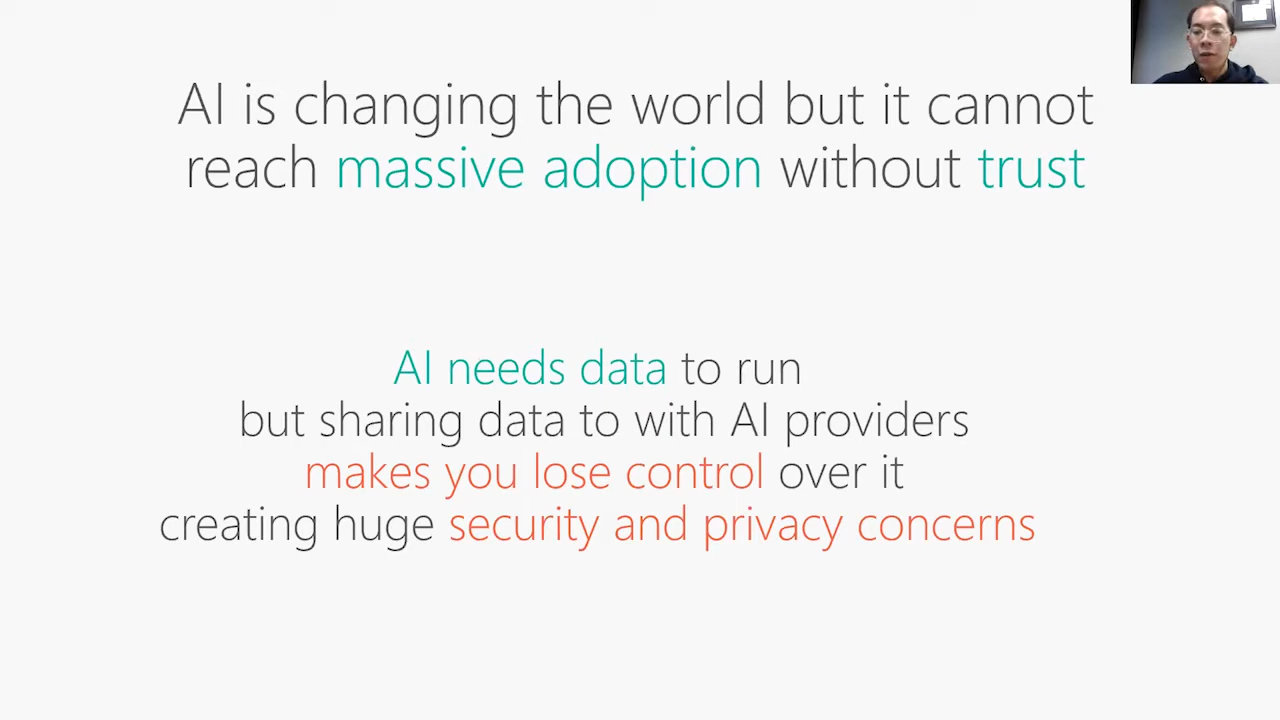 AI is changing the world but it cannot
reach massive adoption without trust
AI needs data to run
but sharing data to with AI providers
makes you lose control over it
creating huge security and privacy concerns